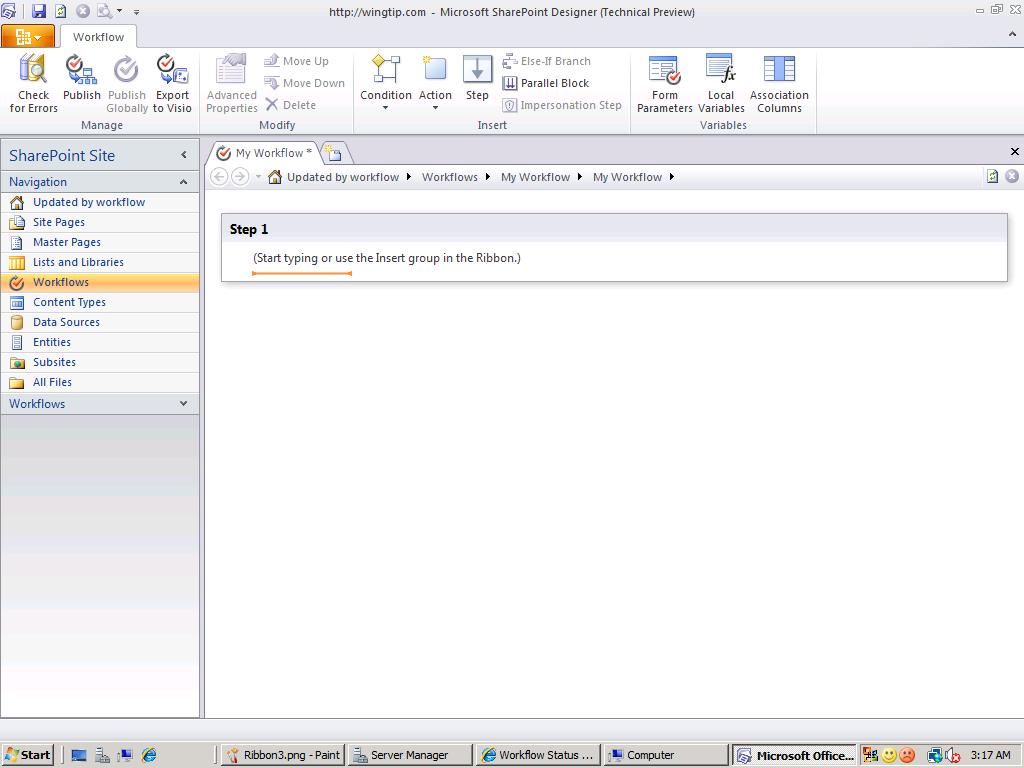 http://wingtip.com - Microsoft SharePoint Designer (Technical Preview)
Workflow
Check for Errors
Publish
Publish Globally
Export to Visio
Manage
Advanced Properties
Move Up
Move Down
Delete
Modify
Condition
Action
Step
Else-If Branch
Parallel Block
Impersonation Step
Insert
Form Parameters
Local Variables
Association Columns
Variables
SharePoint Site
Navigation
Updated by workflow
Site Pages
Master Pages
Lists and Libraries
Workflows
Content Types
Data Sources
Entities
Subsites
All Files
Workflows
My Workflow *
Updated by workflow Workflows My Workflow My Workflow
Step 1
(Start typing or use the Insert group in the Ribbon.)
Start
Ribbon3.png - Paint
Server Manager
Workflow Status ...
Computer
Microsoft Office...
3:17 AM